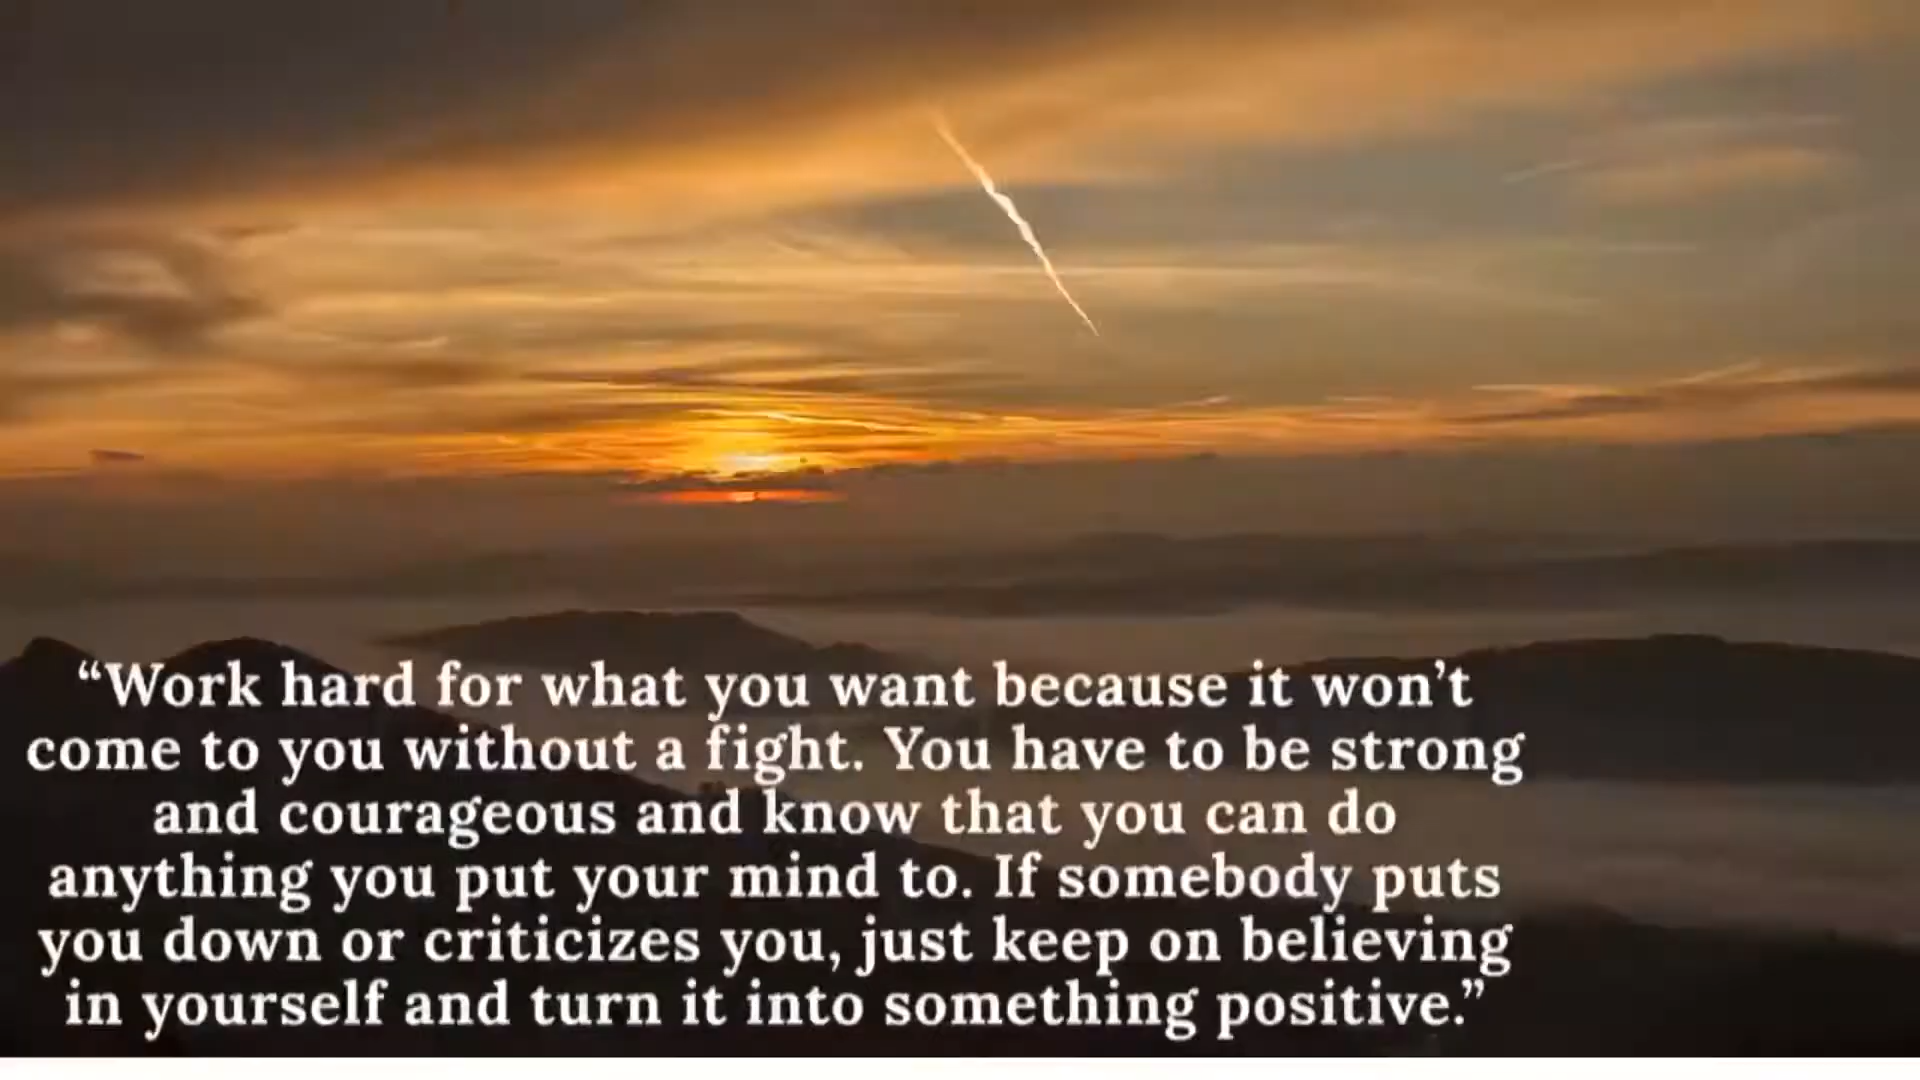 “Work hard for what you want because it won’t
come to you without a fight. You have to be strong
and courageous and know that you can do
anything you put your mind to. If somebody puts
you down or criticizes you, just keep on believing
in yourself and turn it into something positive.”